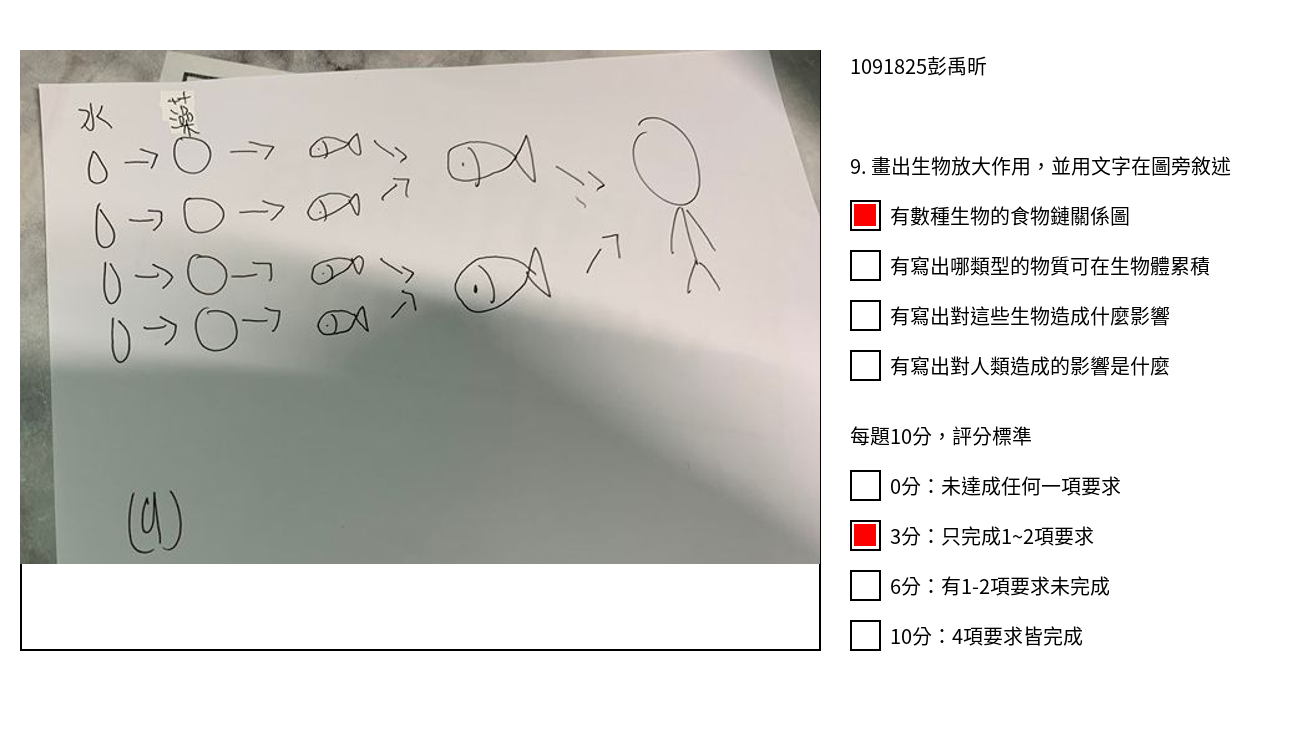 水
藻
(9)
1091825彭禹昕
9. 畫出生物放大作用，並用文字在圖旁敘述
有數種生物的食物鏈關係圖
有寫出哪類型的物質可在生物體累積
有寫出對這些生物造成什麼影響
有寫出對人類造成的影響是什麼
每題10分，評分標準
0分：未達成任何一項要求
3分：只完成1~2項要求
6分：有1-2項要求未完成
10分：4項要求皆完成